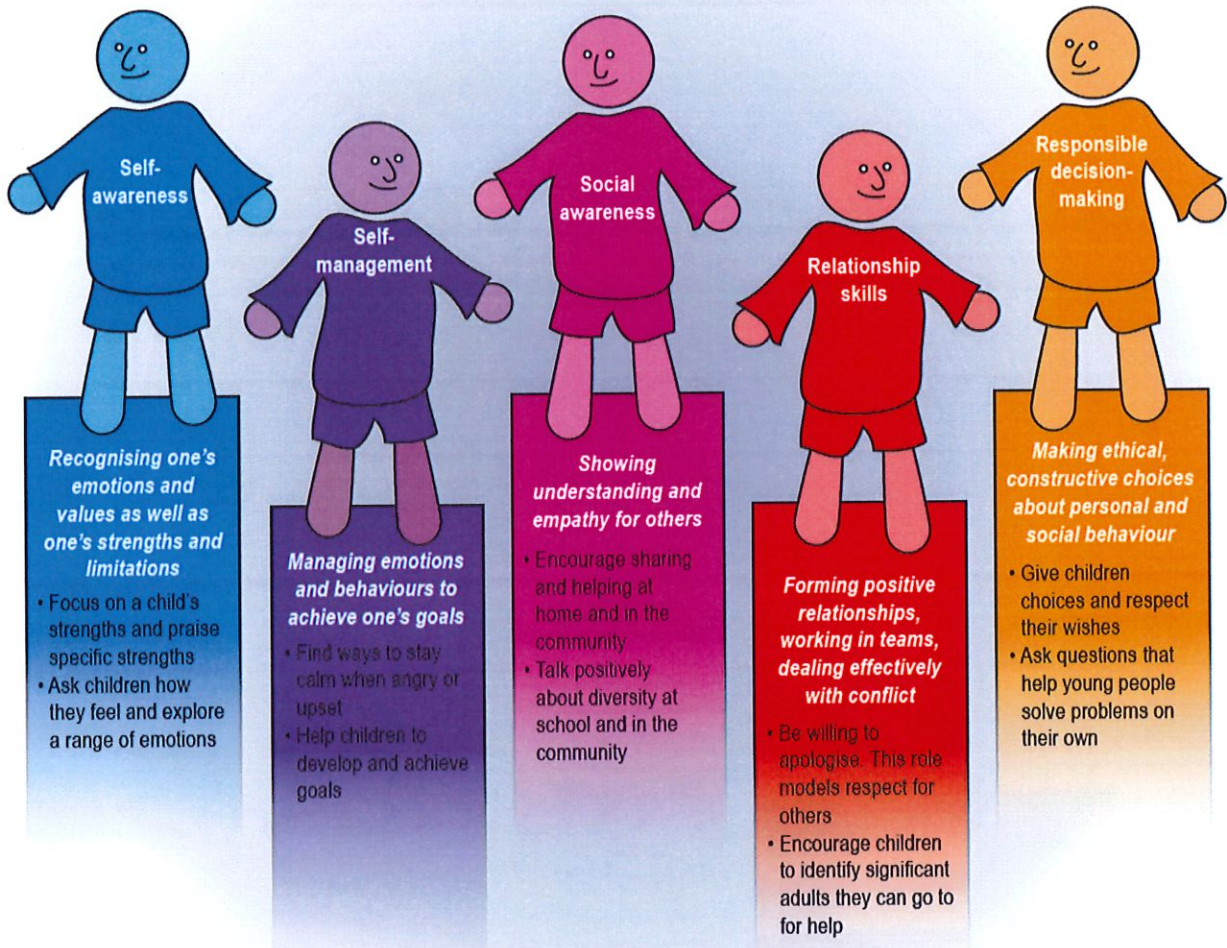 Self-
awareness
Recognising one's
emotions and
values as well as
one's strengths and
limitations
• Focus on a child's
strengths and praise
specific strengths
• Ask children how
they feel and explore
a range of emotions
Self-
management
Managing emotions
and behaviours to
achieve one's goals
• Find ways to stay
calm when angry or
upset
• Help children to
develop and achieve
goals
Social
awareness
Showing
understanding and
empathy for others
• Encourage sharing
and helping at
home and in the
community
• Talk positively
about diversity at
school and in the
community
Relationship
skills
Forming positive
relationships,
working in teams,
dealing effectively
with conflict
• Be willing to
apologise. This role
models respect for
others
• Encourage children
to identify significant
adults they can go to
for help
Responsible
decision-
making
Making ethical,
constructive choices
about personal and
social behaviour
• Give children
choices and respect
their wishes
• Ask questions that
help young people
solve problems on
their own